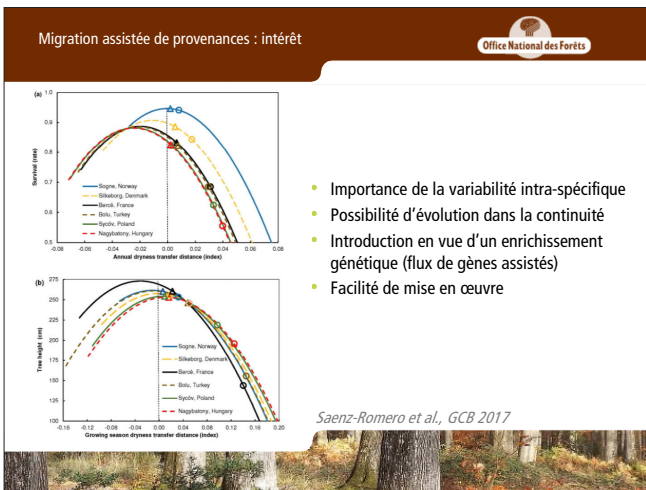 Migration assistée de provenances : intérêt
Office National des Forêts
(a)
1.0
0.9
0.8
0.7
0.6
0.5
Survival (rate)
Sogne, Norway
Silkeborg, Denmark
Bercé, France
Bolu, Turkey
Sycóv, Poland
Nagybatony, Hungary
-0.08 -0.06 -0.04 -0.02 0.00 0.02 0.04 0.06 0.08
Annual dryness transfer distance (index)
(b)
275
250
225
200
175
150
125
100
Tree height (cm)
Sogne, Norway
Silkeborg, Denmark
Bercé, France
Bolu, Turkey
Sycóv, Poland
Nagybatony, Hungary
-0.16 -0.12 -0.08 -0.04 0.00 0.04 0.08 0.12 0.16 0.20
Growing season dryness transfer distance (index)
• Importance de la variabilité intra-spécifique
• Possibilité d'évolution dans la continuité
• Introduction en vue d'un enrichissement
génétique (flux de gènes assistés)
• Facilité de mise en œuvre
Saenz-Romero et al., GCB 2017